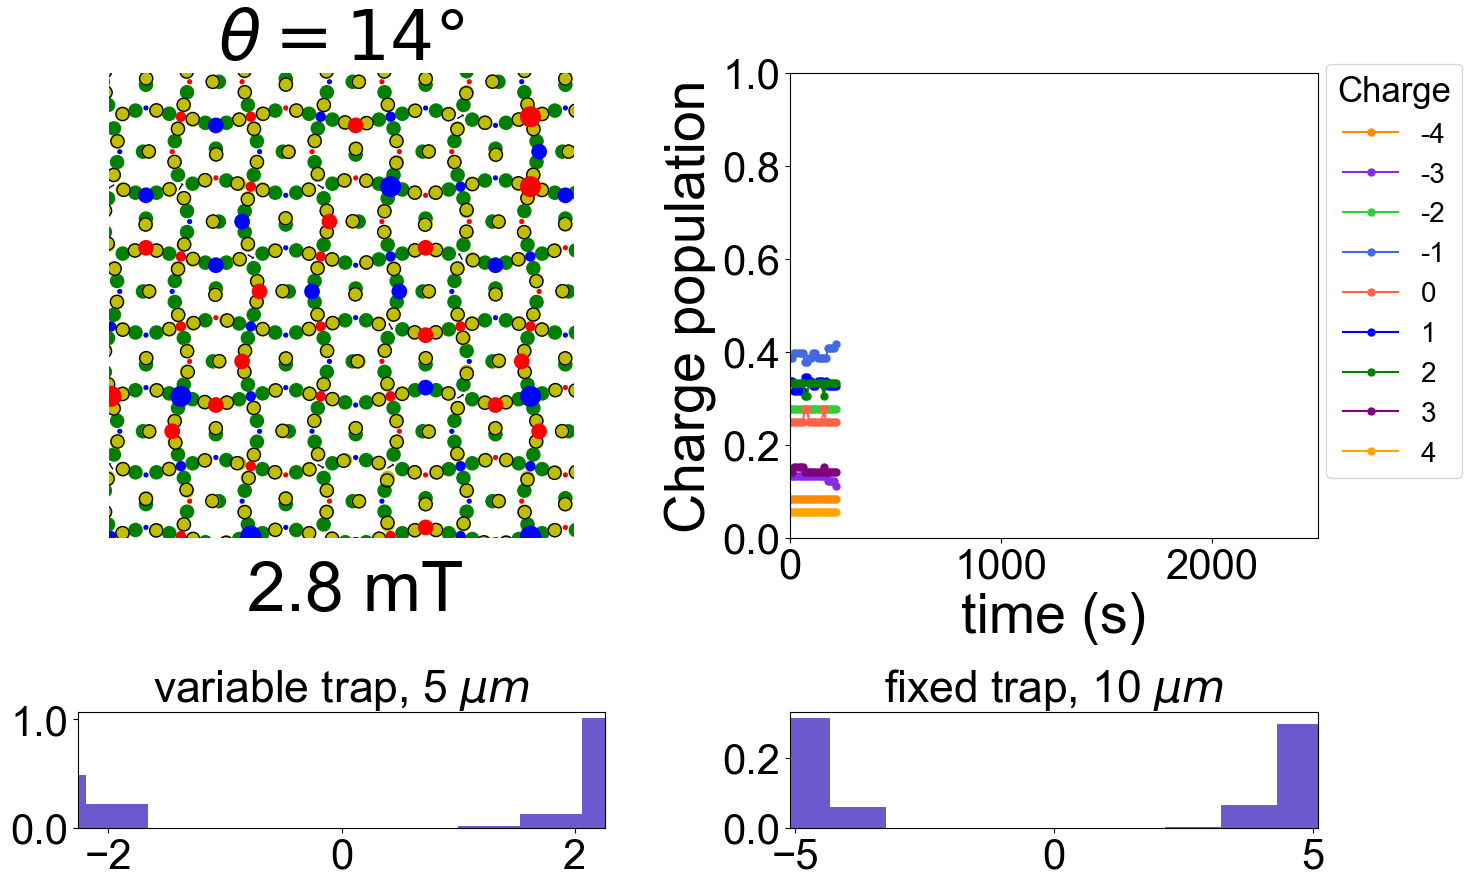 θ = 14°
2.8 mT
1.0
0.8
0.6
0.4
0.2
0.0
Charge population
0 1000 2000
time (s)
Charge
-4
-3
-2
-1
0
1
2
3
4
variable trap, 5 μm
1.0
0.0
−2 0 2
fixed trap, 10 μm
0.2
0.0
−5 0 5